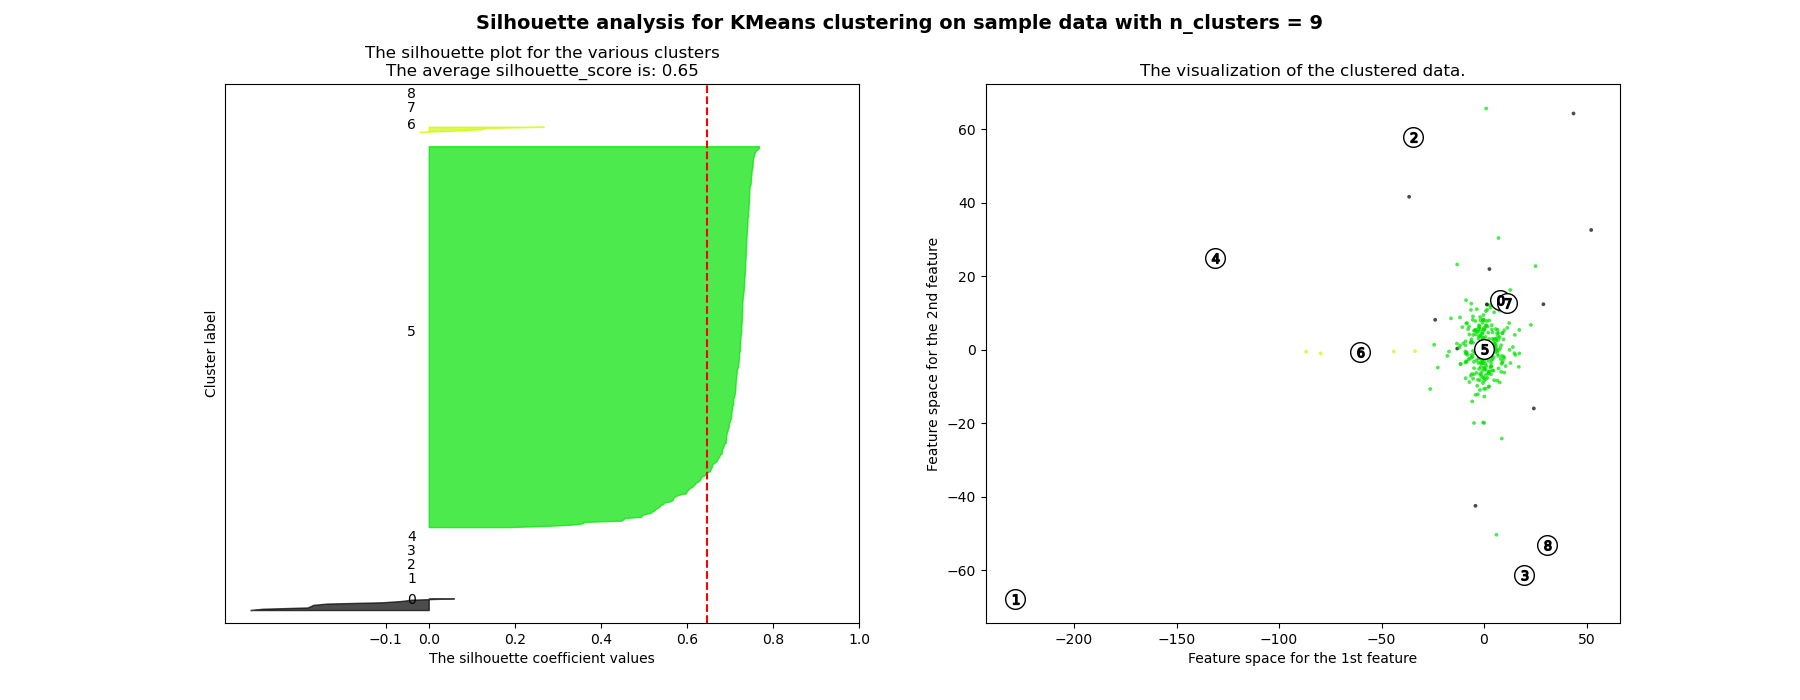 Silhouette analysis for KMeans clustering on sample data with n_clusters = 9
The silhouette plot for the various clusters
The average silhouette_score is: 0.65
8
7
6
5
4
3
2
1
0
Cluster label
−0.1 0.0 0.2 0.4 0.6 0.8 1.0
The silhouette coefficient values
The visualization of the clustered data.
60
40
20
0
−20
−40
−60
Feature space for the 2nd feature
2
4
0 7
5
6
8
3
1
−200 −150 −100 −50 0 50
Feature space for the 1st feature